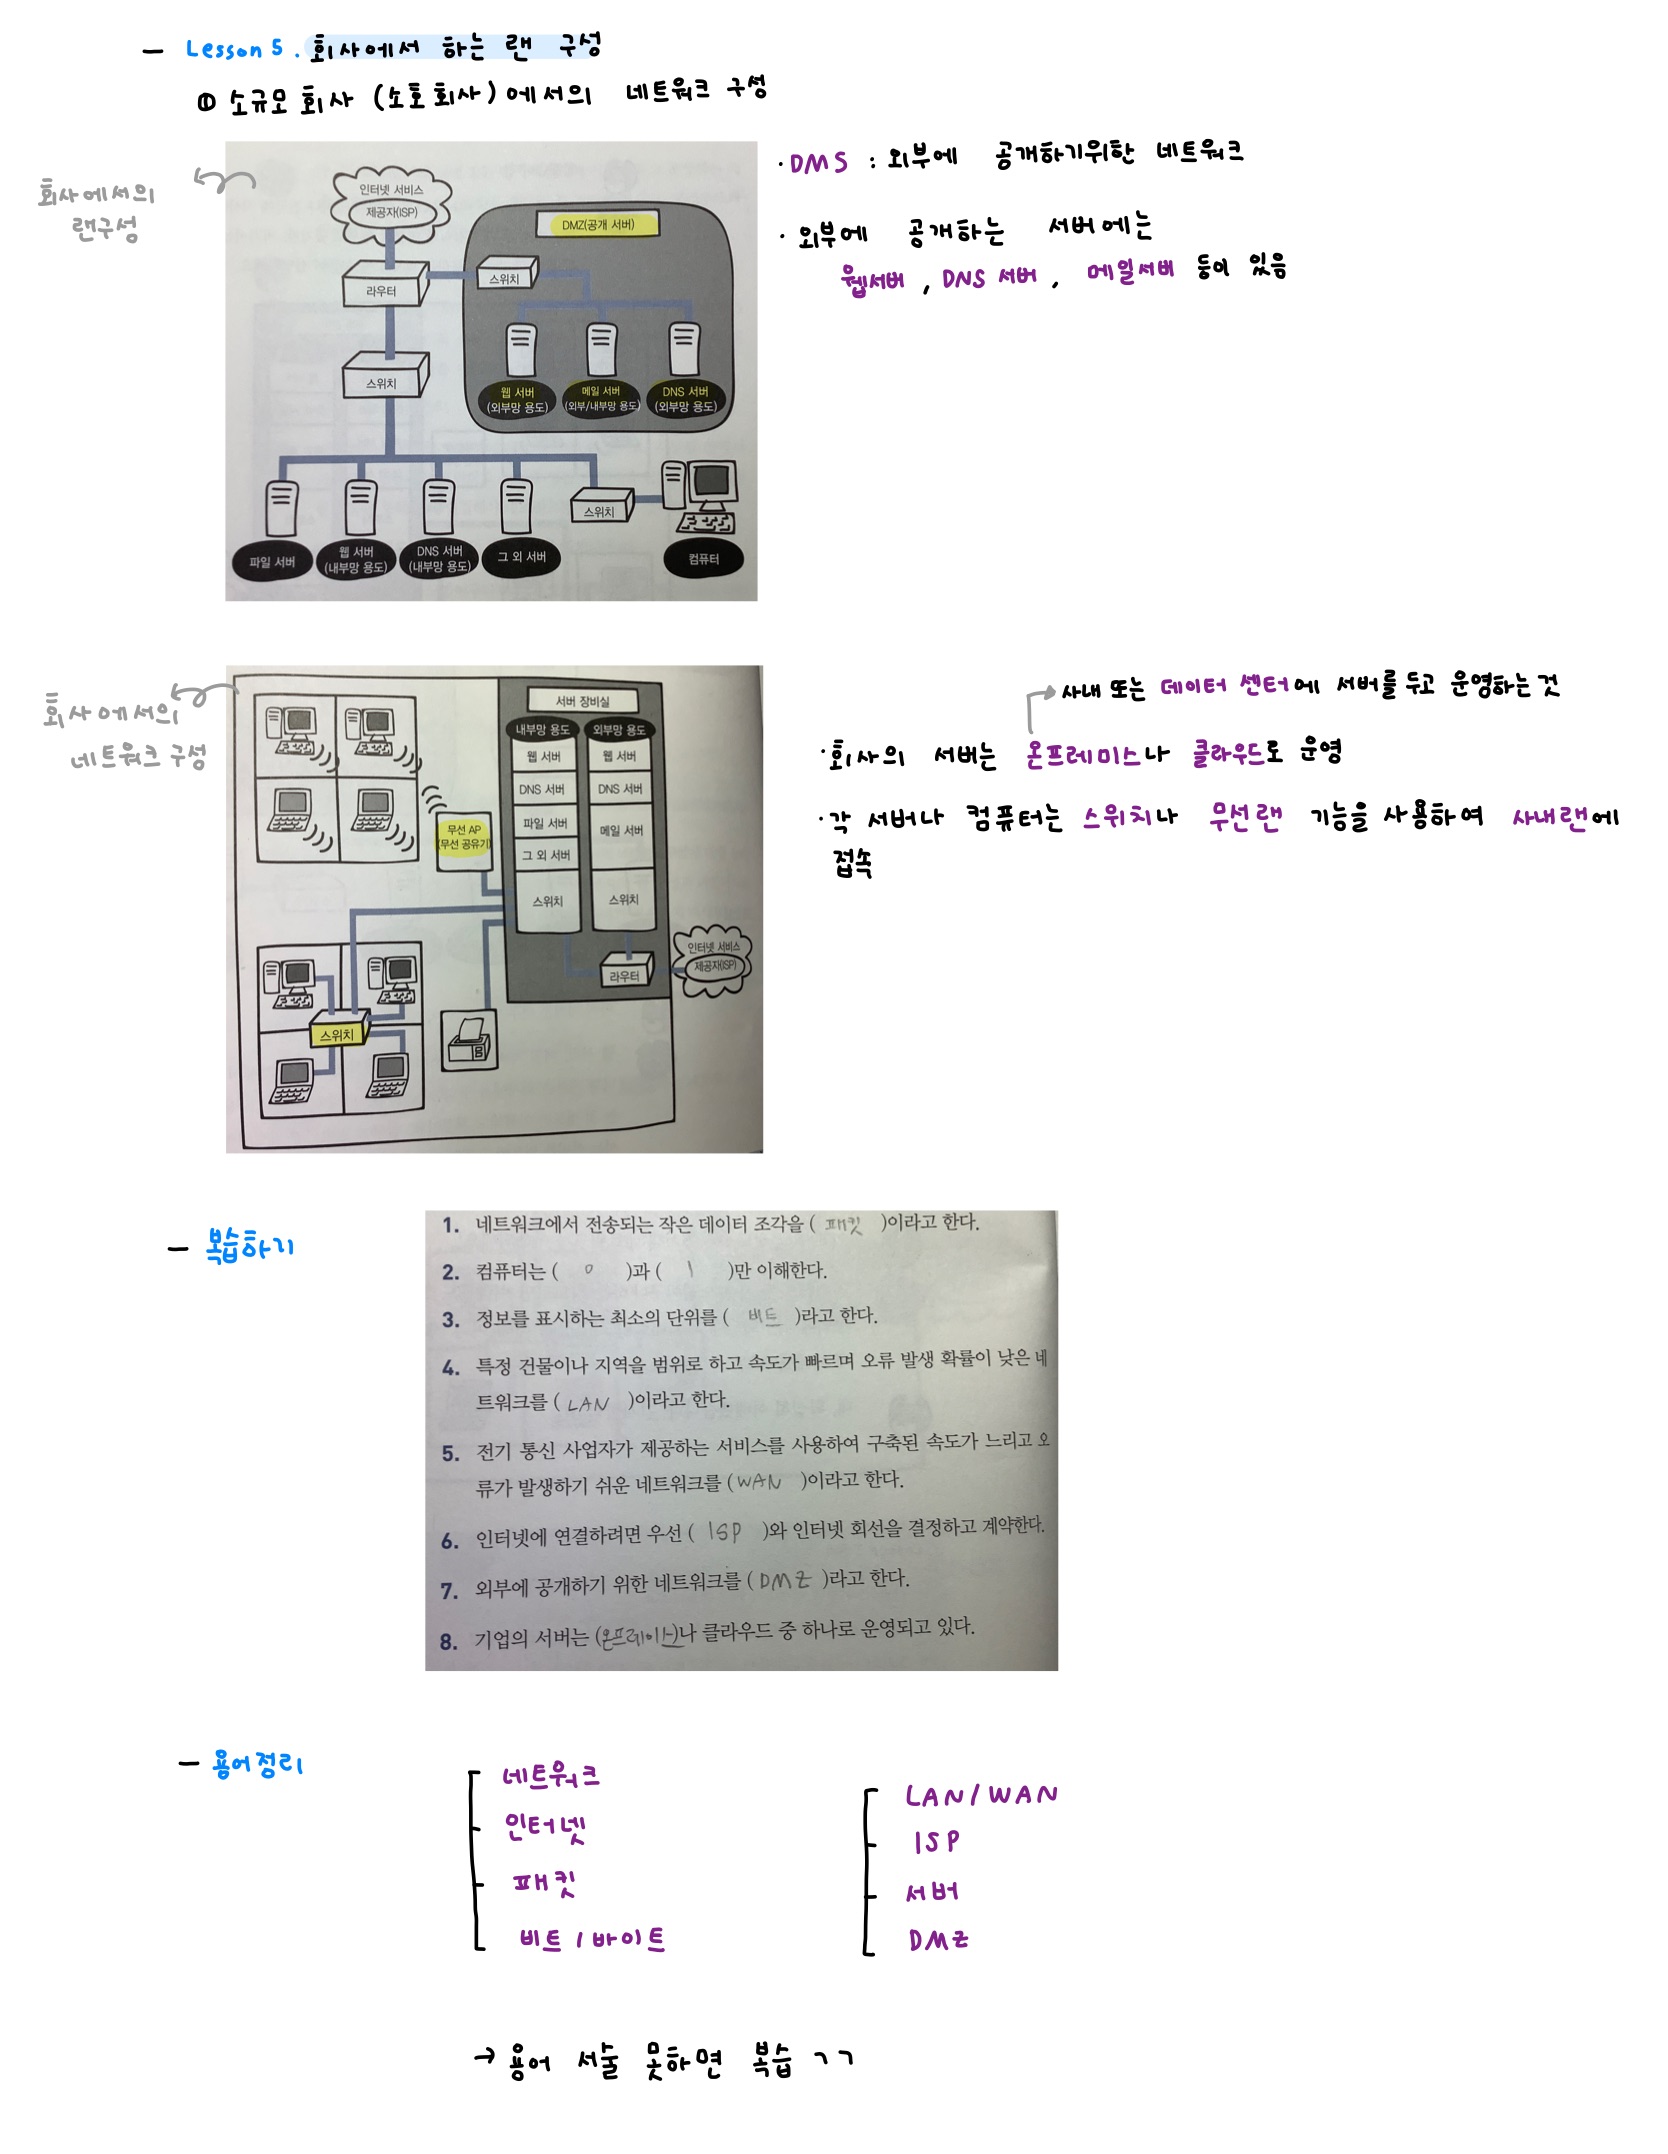 - Lesson 5. 회사에서 하는 랜 구성
① 소규모 회사 (소호회사)에서의 네트워크 구성
회사에서의
랜구성
인터넷 서비스
제공자(ISP)
DMZ(공개 서버)
라우터
스위치
스위치
웹 서버
(외부망 용도)
메일 서버
(외부/내부망 용도)
DNS 서버
(외부망 용도)
스위치
파일 서버
웹 서버
(내부망 용도)
DNS 서버
(내부망 용도)
그 외 서버
컴퓨터
· DMS : 외부에 공개하기위한 네트워크
· 외부에 공개하는 서버에는
웹서버, DNS 서버, 메일서버 등이 있음
회사에서의
네트워크 구성
서버 장비실
내부망 용도
외부망 용도
웹 서버
웹 서버
DNS 서버
DNS 서버
파일 서버
메일 서버
그 외 서버
스위치
스위치
무선 AP
(무선 공유기)
라우터
인터넷 서비스
제공자(ISP)
스위치
사내 또는 데이터 센터에 서버를 두고 운영하는 것
· 회사의 서버는 온프레미스나 클라우드로 운영
· 각 서버나 컴퓨터는 스위치나 무선랜 기능을 사용하여 사내랜에
접속
- 복습하기
1. 네트워크에서 전송되는 작은 데이터 조각을 ( 패킷 )이라고 한다.
2. 컴퓨터는 ( 0 )과 ( 1 )만 이해한다.
3. 정보를 표시하는 최소의 단위를 ( 비트 )라고 한다.
4. 특정 건물이나 지역을 범위로 하고 속도가 빠르며 오류 발생 확률이 낮은 네
트워크를 ( LAN )이라고 한다.
5. 전기 통신 사업자가 제공하는 서비스를 사용하여 구축된 속도가 느리고 오
류가 발생하기 쉬운 네트워크를 ( WAN )이라고 한다.
6. 인터넷에 연결하려면 우선 ( ISP )와 인터넷 회선을 결정하고 계약한다.
7. 외부에 공개하기 위한 네트워크를 ( DMZ )라고 한다.
8. 기업의 서버는 (온프레미스)나 클라우드 중 하나로 운영되고 있다.
- 용어정리
네트워크
인터넷
패킷
비트 / 바이트
LAN/WAN
ISP
서버
DMZ
→ 용어 서술 못하면 복습 ㄱㄱ